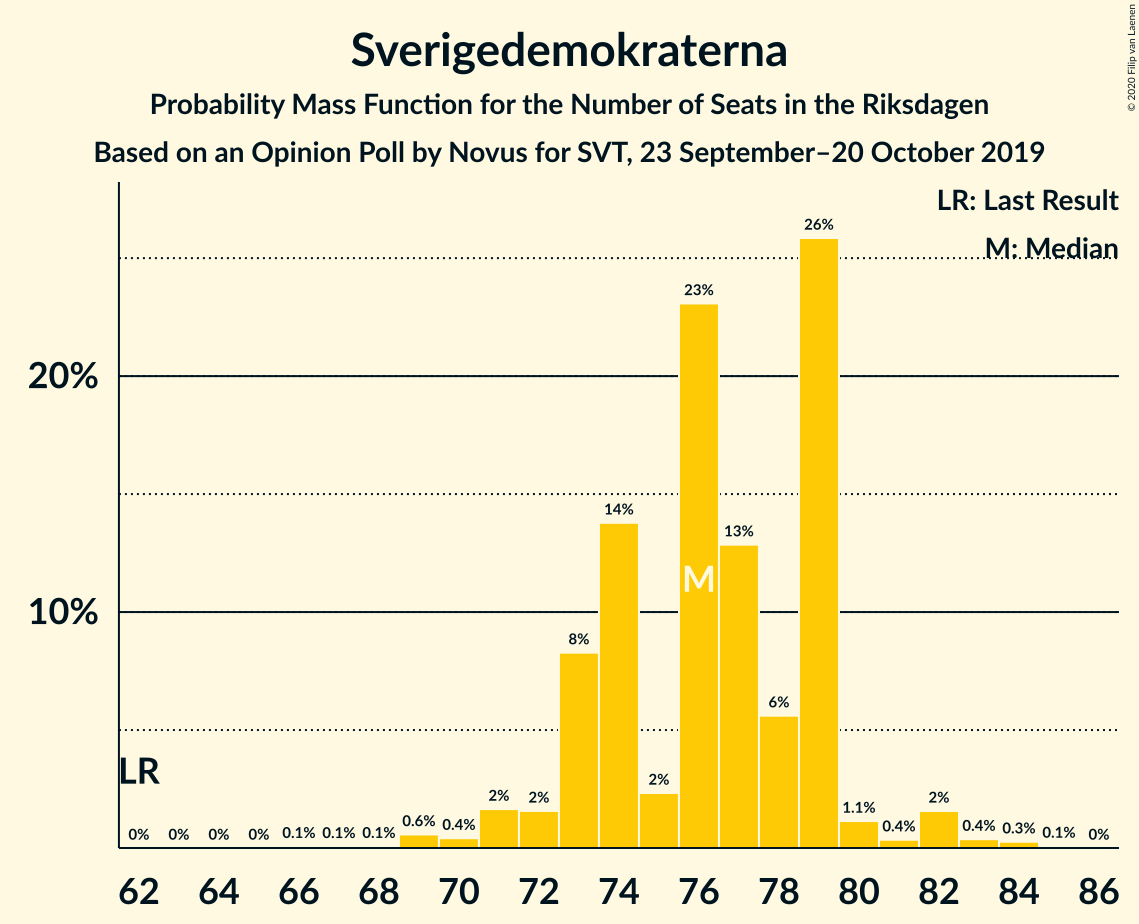 Sverigedemokraterna
Probability Mass Function for the Number of Seats in the Riksdagen
Based on an Opinion Poll by Novus for SVT, 23 September–20 October 2019
© 2020 Filip van Laenen
LR: Last Result
M: Median
26%
23%
20%
14%
13%
M
10%
8%
6%
LR
2%
2%
2%
2%
1.1%
0.6%
0.4%
0.4%
0.4%
0.3%
0% 0% 0% 0% 0.1% 0.1% 0.1% 0.1% 0%
62 64 66 68 70 72 74 76 78 80 82 84 86